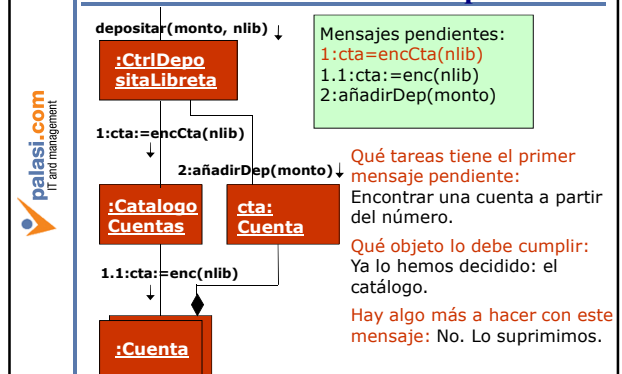 depositar(monto, nlib)
:CtrlDepo
sitaLibreta
Mensajes pendientes:
1:cta=encCta(nlib)
1.1:cta:=enc(nlib)
2:añadirDep(monto)
palasi.com
IT and management
1:cta:=encCta(nlib)
2:añadirDep(monto)
:Catalogo
Cuentas
cta:
Cuenta
1.1:cta:=enc(nlib)
:Cuenta
Qué tareas tiene el primer
mensaje pendiente:
Encontrar una cuenta a partir
del número.
Qué objeto lo debe cumplir:
Ya lo hemos decidido: el
catálogo.
Hay algo más a hacer con este
mensaje: No. Lo suprimimos.